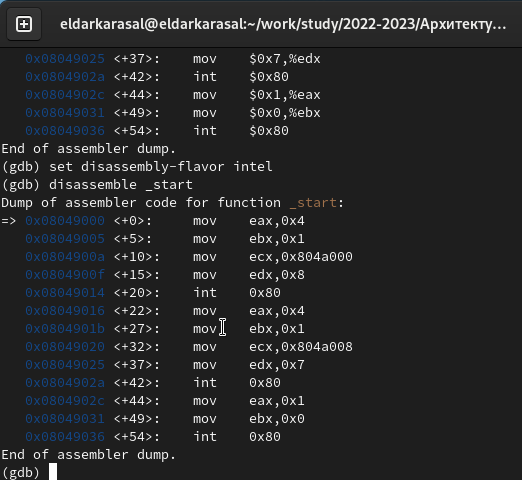 eldarkarasal@eldarkarasal:~/work/study/2022-2023/Архитекту...
0x08049025 <+37>: mov $0x7,%edx
0x0804902a <+42>: int $0x80
0x0804902c <+44>: mov $0x1,%eax
0x08049031 <+49>: mov $0x0,%ebx
0x08049036 <+54>: int $0x80
End of assembler dump.
(gdb) set disassembly-flavor intel
(gdb) disassemble _start
Dump of assembler code for function _start:
=> 0x08049000 <+0>: mov eax,0x4
0x08049005 <+5>: mov ebx,0x1
0x0804900a <+10>: mov ecx,0x804a000
0x0804900f <+15>: mov edx,0x8
0x08049014 <+20>: int 0x80
0x08049016 <+22>: mov eax,0x4
0x0804901b <+27>: mov ebx,0x1
0x08049020 <+32>: mov ecx,0x804a008
0x08049025 <+37>: mov edx,0x7
0x0804902a <+42>: int 0x80
0x0804902c <+44>: mov eax,0x1
0x08049031 <+49>: mov ebx,0x0
0x08049036 <+54>: int 0x80
End of assembler dump.
(gdb)